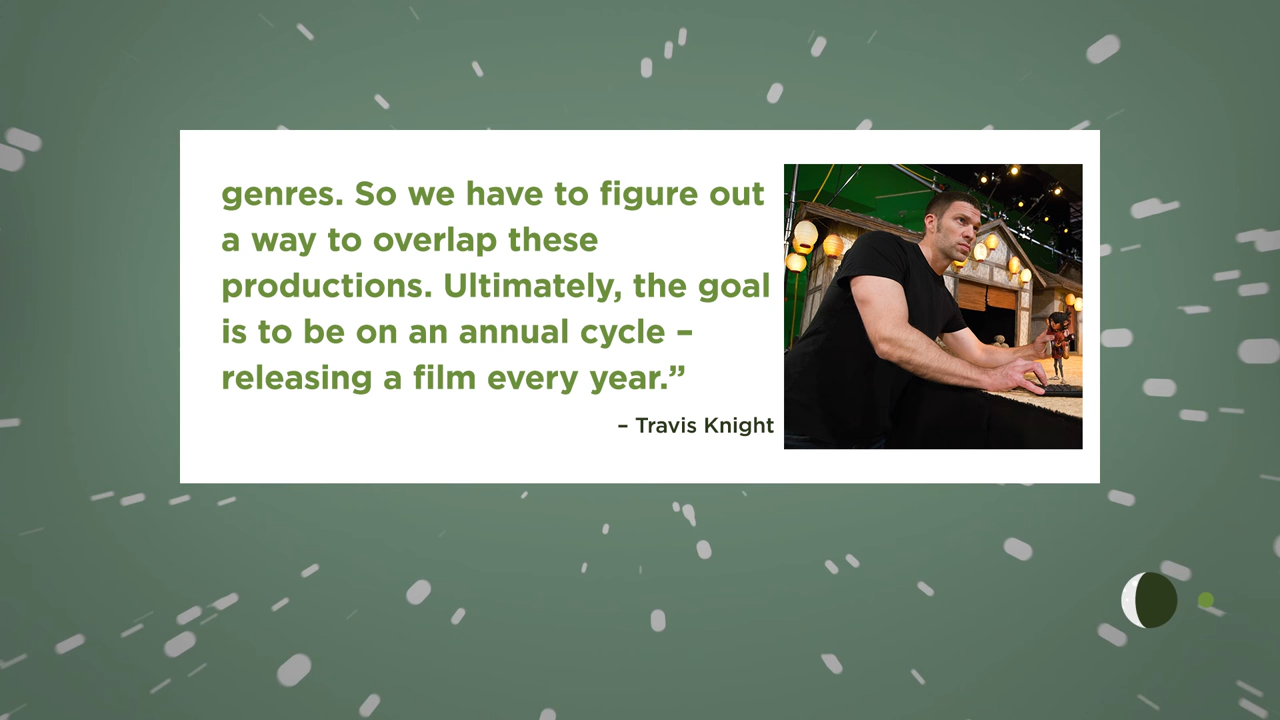 genres. So we have to figure out
a way to overlap these
productions. Ultimately, the goal
is to be on an annual cycle –
releasing a film every year.”
– Travis Knight